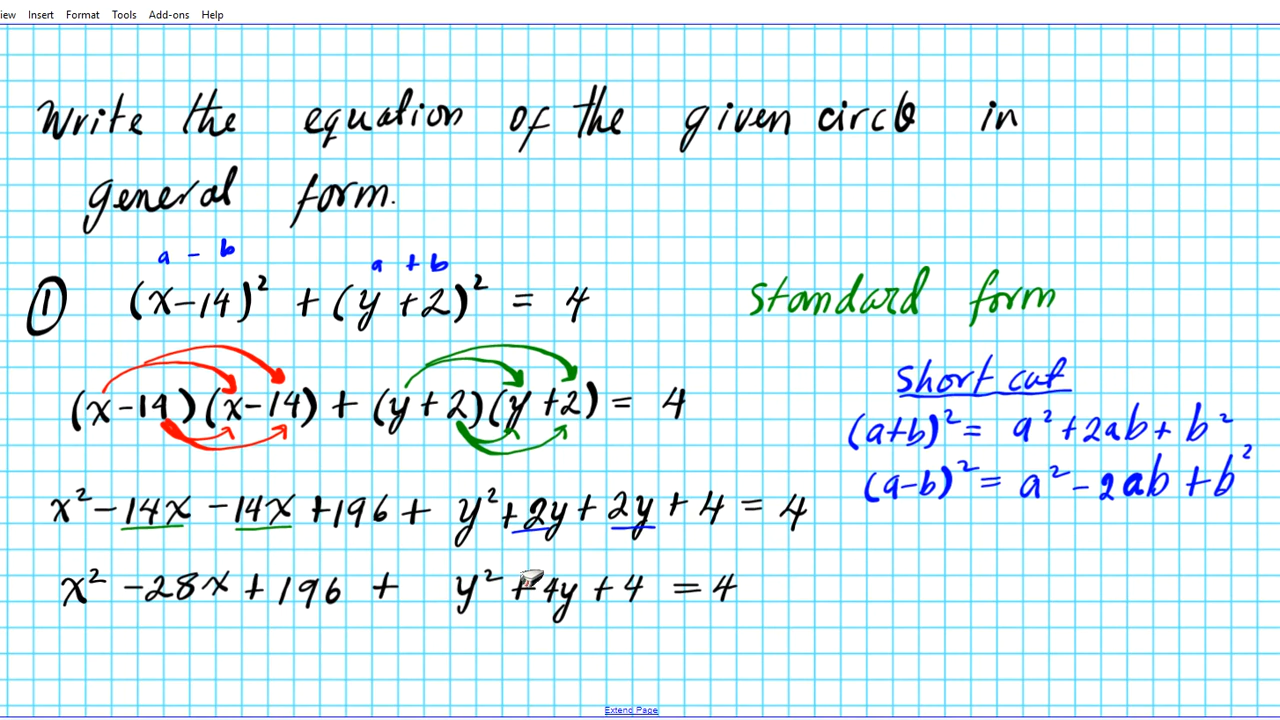 iew Insert Format Tools Add-ons Help
Write the equation of the given circle in
general form.
a - b
a + b
① (x-14)² + (y+2)² = 4
standard form
(x-14)(x-14) + (y+2)(y+2) = 4
short cut
(a+b)² = a²+2ab+b²
(a-b)² = a²-2ab+b²
x² -14x -14x +196 + y²+2y+2y+4 = 4
x² -28x + 196 + y² +4y + 4 = 4
Extend Page